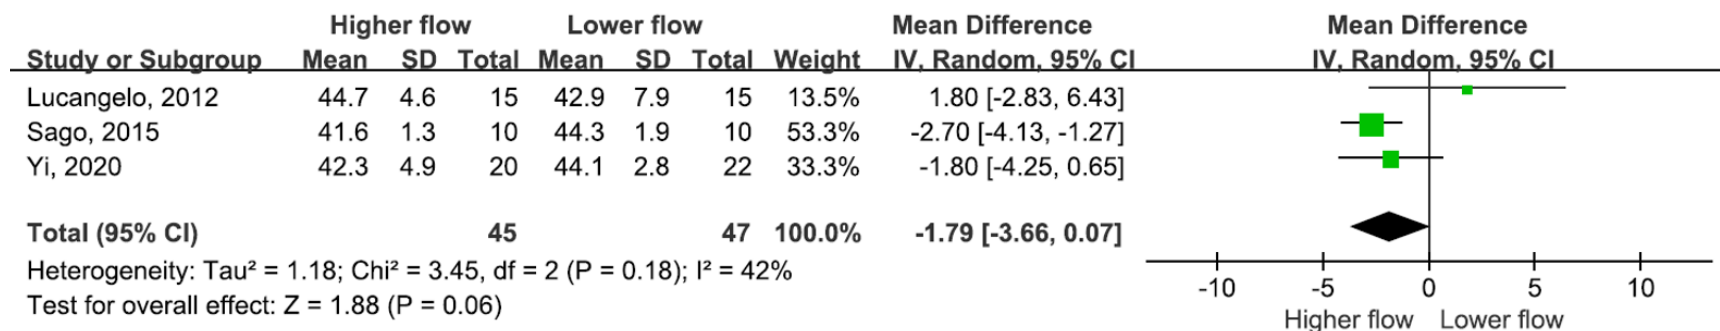 Higher flow Lower flow Mean Difference Mean Difference
Study or Subgroup Mean SD Total Mean SD Total Weight IV, Random, 95% CI IV, Random, 95% CI
Lucangelo, 2012 44.7 4.6 15 42.9 7.9 15 13.5% 1.80 [-2.83, 6.43]
Sago, 2015 41.6 1.3 10 44.3 1.9 10 53.3% -2.70 [-4.13, -1.27]
Yi, 2020 42.3 4.9 20 44.1 2.8 22 33.3% -1.80 [-4.25, 0.65]
Total (95% CI) 45 47 100.0% -1.79 [-3.66, 0.07]
Heterogeneity: Tau² = 1.18; Chi² = 3.45, df = 2 (P = 0.18); I² = 42%
Test for overall effect: Z = 1.88 (P = 0.06)
-10 -5 0 5 10
Higher flow Lower flow